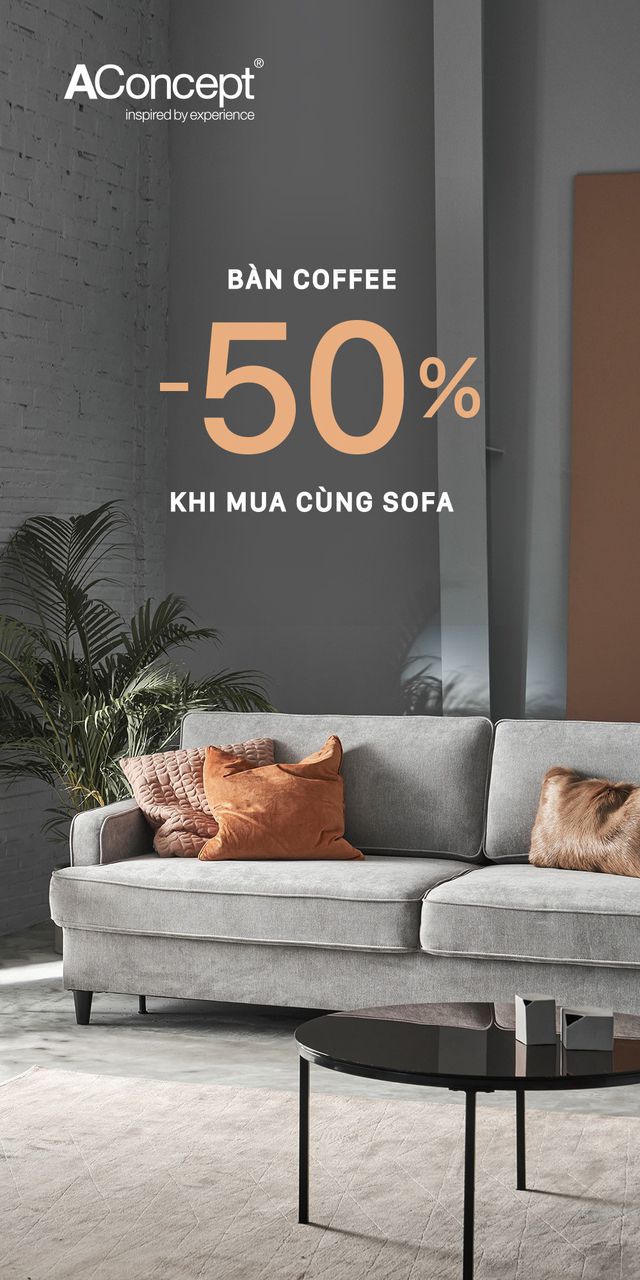 AConcept®
inspired by experience
BÀN COFFEE
-50%
KHI MUA CÙNG SOFA